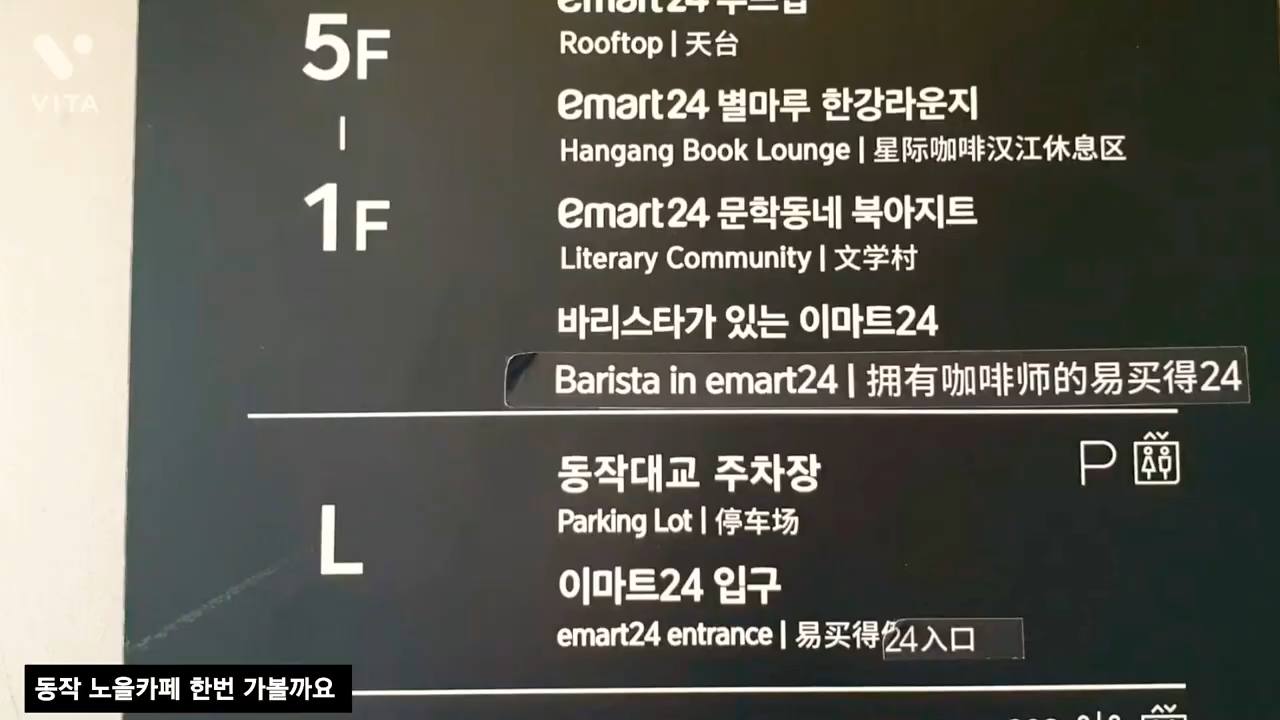 VITA
5F
1F
emart24
Rooftop | 天台
emart24 별마루 한강라운지
Hangang Book Lounge | 星际咖啡汉江休息区
emart24 문학동네 북아지트
Literary Community | 文学村
바리스타가 있는 이마트24
Barista in emart24 | 拥有咖啡师的易买得24
L
동작대교 주차장
P
Parking Lot | 停车场
이마트24 입구
emart24 entrance | 易买得24入口
동작 노을카페 한번 가볼까요